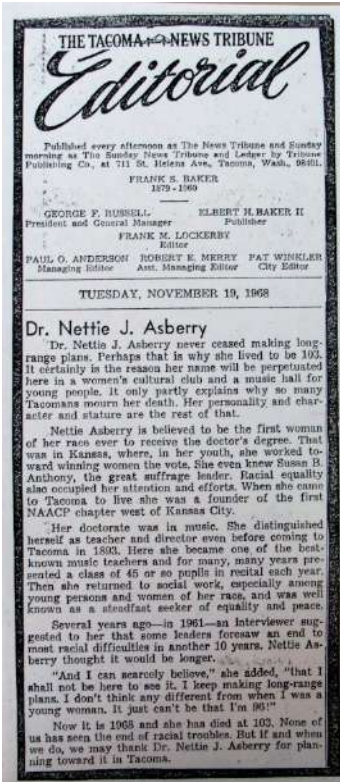 THE TACOMA NEWS TRIBUNE
Editorial
Published every afternoon as The News Tribune and Sunday
morning as The Sunday News Tribune and Ledger by Tribune
Publishing Co., at 711 St. Helens Ave., Tacoma, Wash., 98401.
FRANK S. BAKER
1879 - 1960
GEORGE F. RUSSELL ELBERT H. BAKER II
President and General Manager Publisher
FRANK M. LOCKERBY
Editor
PAUL O. ANDERSON ROBERT E. MERRY PAT WINKLER
Managing Editor Asst. Managing Editor City Editor
TUESDAY, NOVEMBER 19, 1968
Dr. Nettie J. Asberry
Dr. Nettie J. Asberry never ceased making long-
range plans. Perhaps that is why she lived to be 103.
It certainly is the reason her name will be perpetuated
here in a women's cultural club and a music hall for
young people. It only partly explains why so many
Tacomans mourn her death. Her personality and char-
acter and stature are the rest of that.
Nettie Asberry is believed to be the first woman
of her race ever to receive the doctor's degree. That
was in Kansas, where, in her youth, she worked to-
ward winning women the vote. She even knew Susan B.
Anthony, the great suffrage leader. Racial equality
also occupied her attention and efforts. When she came
to Tacoma to live she was a founder of the first
NAACP chapter west of Kansas City.
Her doctorate was in music. She distinguished
herself as teacher and director even before coming to
Tacoma in 1893. Here she became one of the best-
known music teachers and for many, many years pre-
sented a class of 45 or so pupils in recital each year.
Then she returned to social work, especially among
young persons and women of her race, and was well
known as a steadfast seeker of equality and peace.
Several years ago—in 1961—an interviewer sug-
gested to her that some leaders foresaw an end to
most racial difficulties in another 10 years. Nettie As-
berry thought it would be longer.
"And I can scarcely believe," she added, "that I
shall not be here to see it. I keep making long-range
plans. I don't think any different from when I was a
young woman. It just can't be that I'm 96!"
Now it is 1968 and she has died at 103. None of
us has seen the end of racial troubles. But if and when
we do, we may thank Dr. Nettie J. Asberry for plan-
ning toward it in Tacoma.